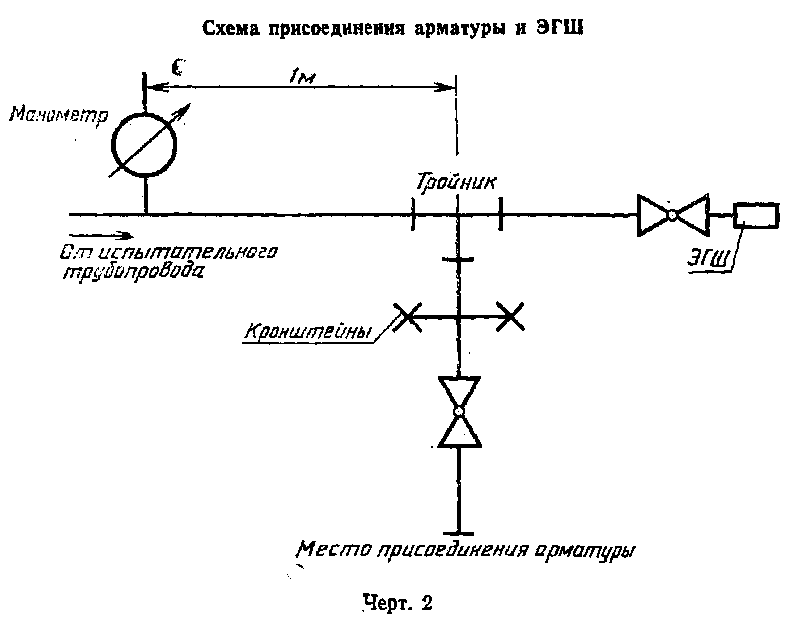 Схема присоединения арматуры и ЭГШ
1м
Манометр
Тройник
От испытательного
трубопровода
ЭГШ
Кронштейны
Место присоединения арматуры
Черт. 2